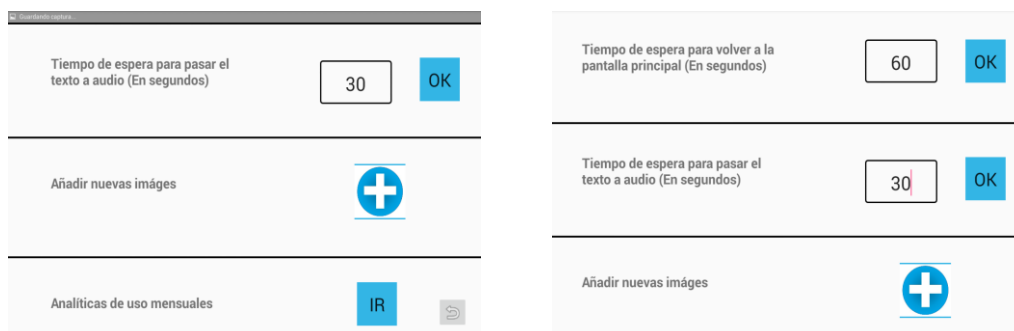 Guardando captura...
Tiempo de espera para pasar el
texto a audio (En segundos)
30
OK
Añadir nuevas imáges
Analíticas de uso mensuales
IR
Tiempo de espera para volver a la
pantalla principal (En segundos)
60
OK
Tiempo de espera para pasar el
texto a audio (En segundos)
30
OK
Añadir nuevas imáges